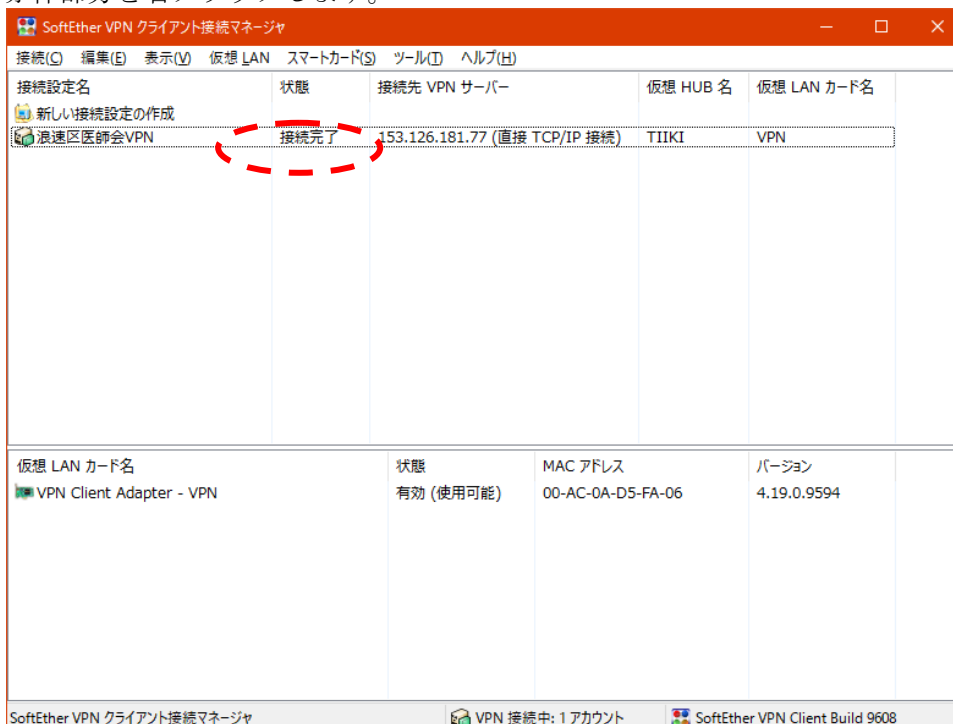 SoftEther VPN クライアント接続マネージャ
接続(C) 編集(E) 表示(V) 仮想 LAN スマートカード(S) ツール(T) ヘルプ(H)
接続設定名 状態 接続先 VPN サーバー 仮想 HUB 名 仮想 LAN カード名
新しい接続設定の作成
浪速区医師会VPN 接続完了 153.126.181.77 (直接 TCP/IP 接続) TIIKI VPN
仮想 LAN カード名 状態 MAC アドレス バージョン
VPN Client Adapter - VPN 有効 (使用可能) 00-AC-0A-D5-FA-06 4.19.0.9594
SoftEther VPN クライアント接続マネージャ VPN 接続中: 1 アカウント SoftEther VPN Client Build 9608